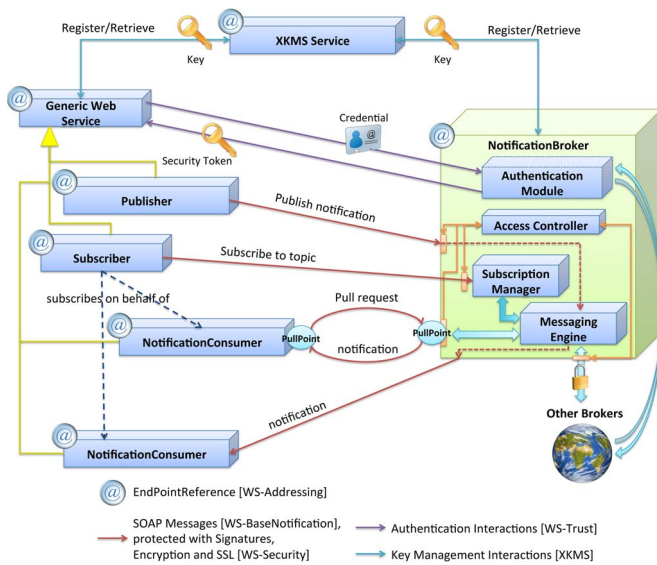 Register/Retrieve
XKMS Service
Register/Retrieve
Key
Key
@
@
Generic Web
Service
Credential
@
@
NotificationBroker
Security Token
Authentication
Module
@
Publisher
Publish notification
Access Controller
@
Subscriber
Subscribe to topic
Subscription
Manager
subscribes on behalf of
Pull request
@
NotificationConsumer
PullPoint
PullPoint
Messaging
Engine
notification
notification
Other Brokers
@
NotificationConsumer
@ EndPointReference [WS-Addressing]
SOAP Messages [WS-BaseNotification],
protected with Signatures,
Encryption and SSL [WS-Security]
Authentication Interactions [WS-Trust]
Key Management Interactions [XKMS]